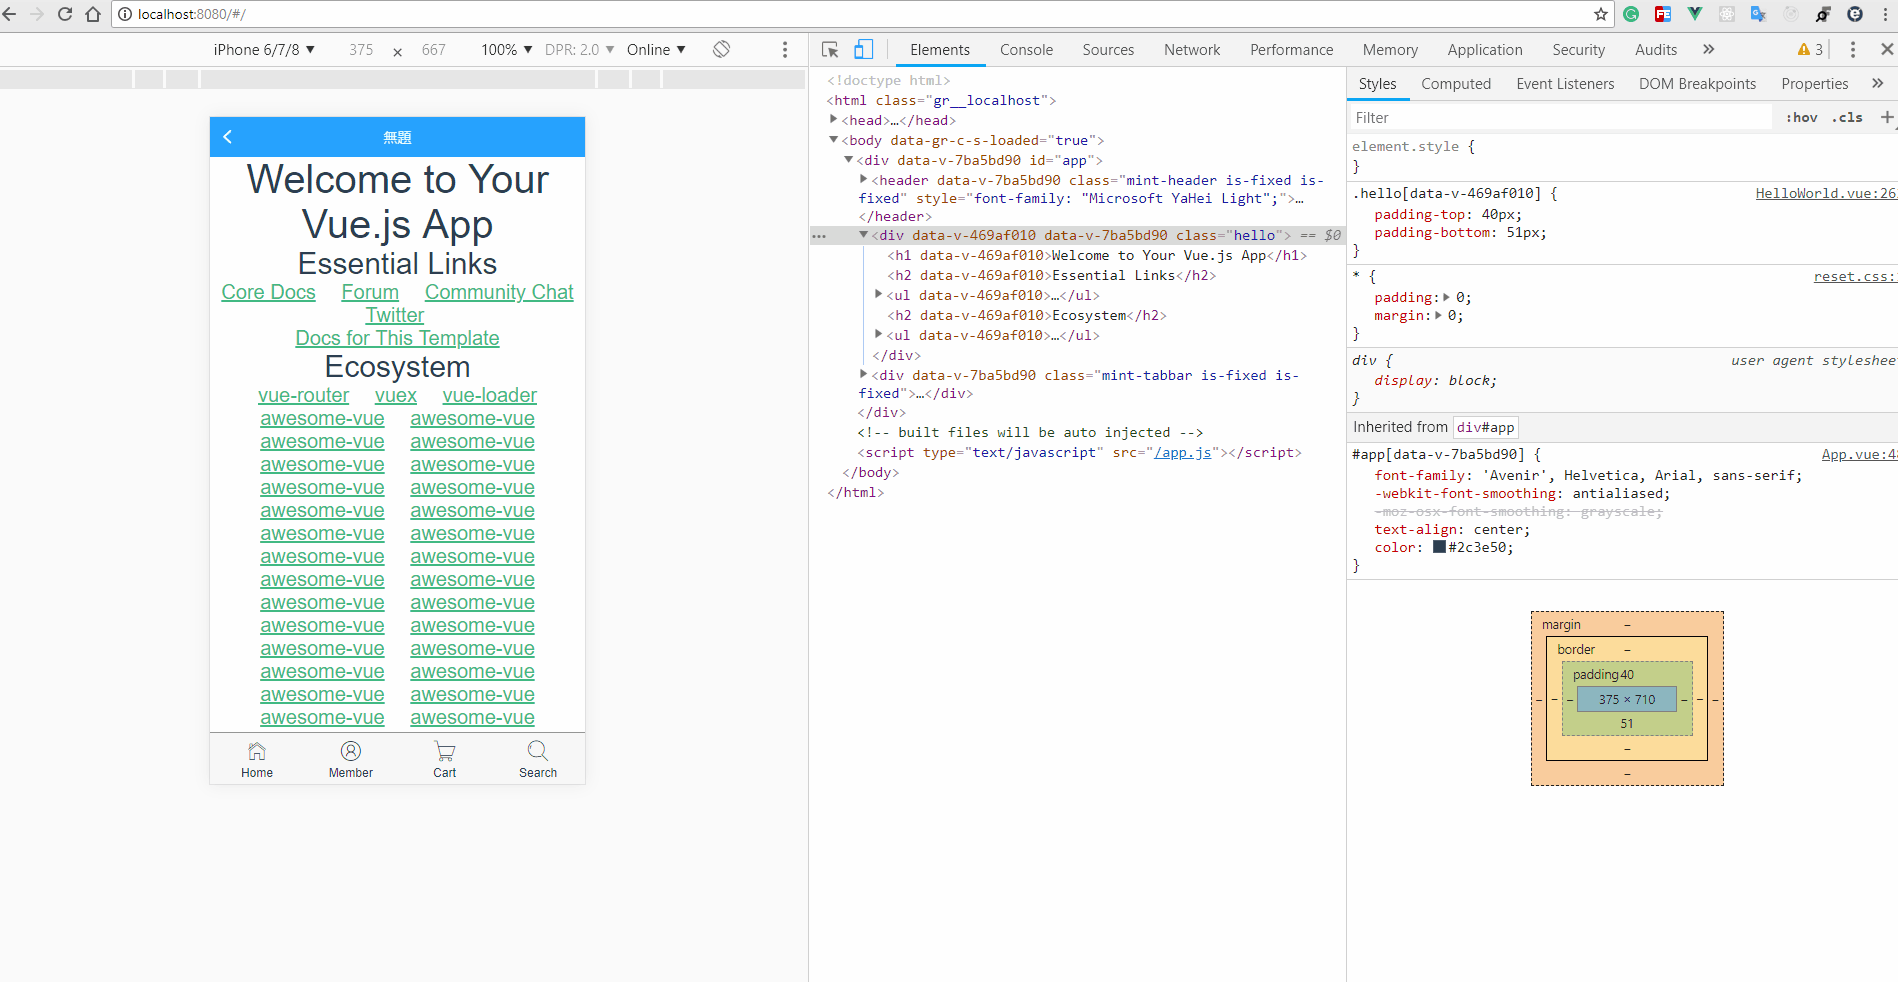 localhost:8080/#/
iPhone 6/7/8 ▼ 375 × 667 100% ▼ DPR: 2.0 ▼ Online ▼
Elements Console Sources Network Performance Memory Application Security Audits » 3
無題
Welcome to Your
Vue.js App
Essential Links
Core Docs Forum Community Chat
Twitter
Docs for This Template
Ecosystem
vue-router vuex vue-loader
awesome-vue awesome-vue
awesome-vue awesome-vue
awesome-vue awesome-vue
awesome-vue awesome-vue
awesome-vue awesome-vue
awesome-vue awesome-vue
awesome-vue awesome-vue
awesome-vue awesome-vue
awesome-vue awesome-vue
awesome-vue awesome-vue
awesome-vue awesome-vue
awesome-vue awesome-vue
awesome-vue awesome-vue
awesome-vue awesome-vue
Home Member Cart Search
<!doctype html>
<html class="gr__localhost">
<head>…</head>
<body data-gr-c-s-loaded="true">
<div data-v-7ba5bd90 id="app">
<header data-v-7ba5bd90 class="mint-header is-fixed is-
fixed" style="font-family: "Microsoft YaHei Light";">…
</header>
<div data-v-469af010 data-v-7ba5bd90 class="hello"> == $0
<h1 data-v-469af010>Welcome to Your Vue.js App</h1>
<h2 data-v-469af010>Essential Links</h2>
<ul data-v-469af010>…</ul>
<h2 data-v-469af010>Ecosystem</h2>
<ul data-v-469af010>…</ul>
</div>
<div data-v-7ba5bd90 class="mint-tabbar is-fixed is-
fixed">…</div>
</div>
<!-- built files will be auto injected -->
<script type="text/javascript" src="/app.js"></script>
</body>
</html>
Styles Computed Event Listeners DOM Breakpoints Properties »
Filter :hov .cls +
element.style {
}
.hello[data-v-469af010] { HelloWorld.vue:26
padding-top: 40px;
padding-bottom: 51px;
}
* { reset.css:
padding: 0;
margin: 0;
}
div { user agent stylesheet
display: block;
}
Inherited from div#app
#app[data-v-7ba5bd90] { App.vue:48
font-family: 'Avenir', Helvetica, Arial, sans-serif;
-webkit-font-smoothing: antialiased;
-moz-osx-font-smoothing: grayscale;
text-align: center;
color: #2c3e50;
}
margin –
border –
padding 40
– – – 375 × 710 – – –
51
–
–